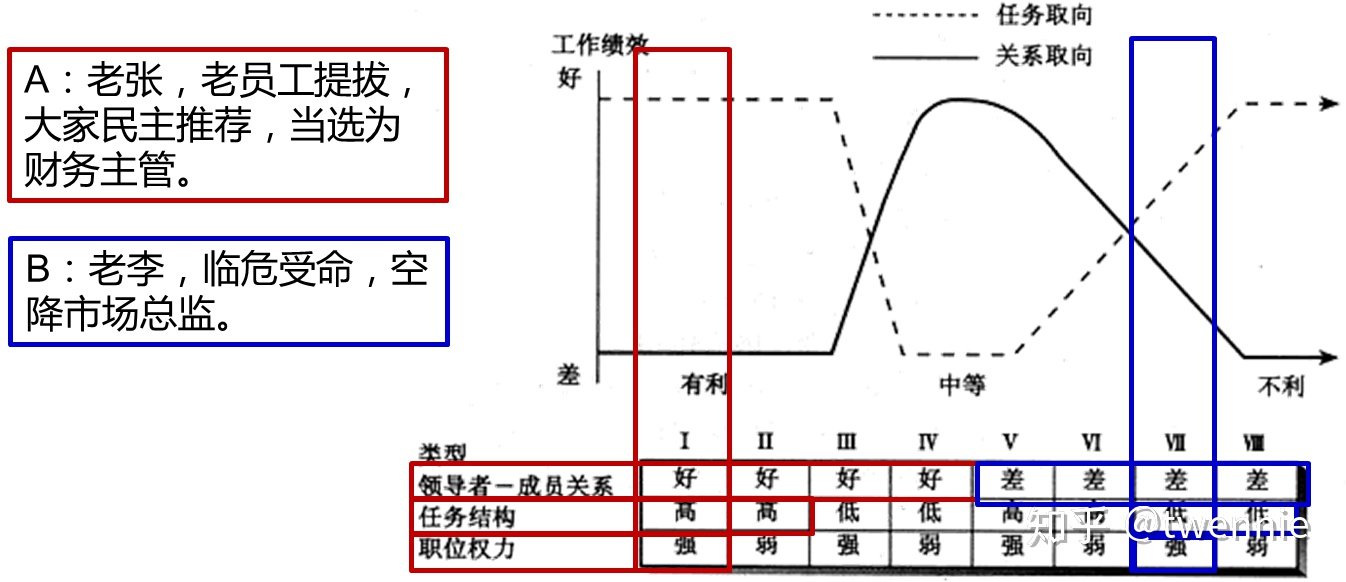 任务取向
关系取向
工作绩效
好
A：老张，老员工提拔，
大家民主推荐，当选为
财务主管。
B：老李，临危受命，空
降市场总监。
差
有利 中等 不利
类型 I II III IV V VI VII VIII
领导者－成员关系 好 好 好 好 差 差 差 差
任务结构 高 高 低 低 高 高 低 低
职位权力 强 弱 强 弱 强 弱 强 弱
知乎 @twennie